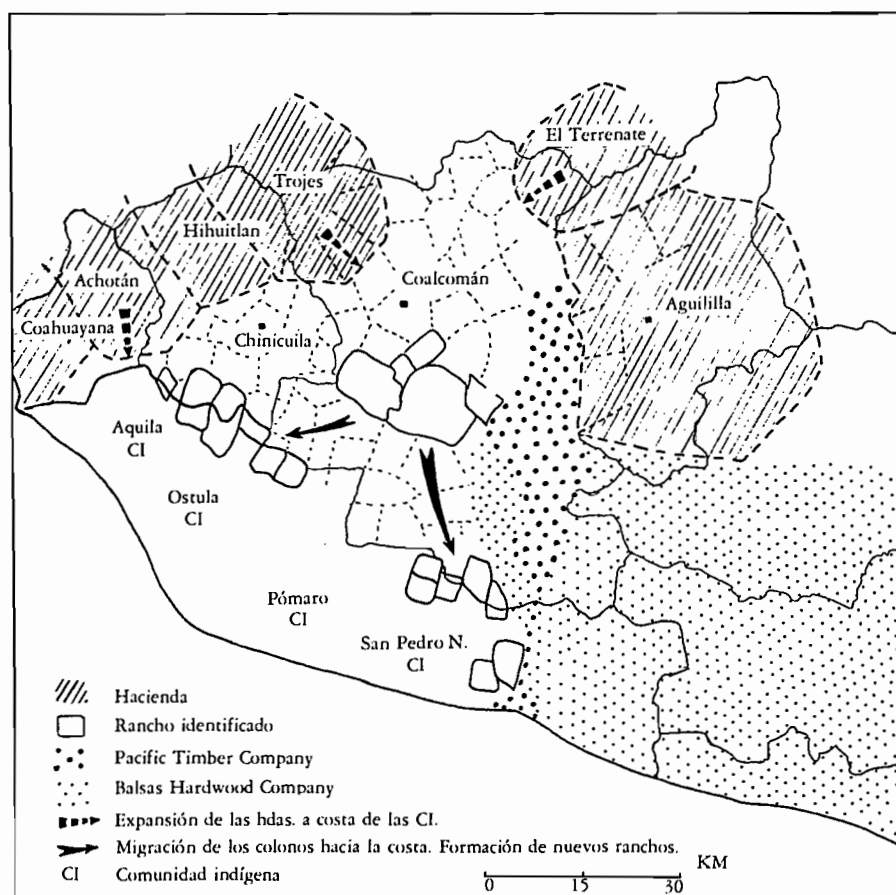 El Terrenate
Trojes
Hihuitlan
Achotán
Coalcomán
Aguililla
Coahuayana
Chinicuila
Aquila
CI
Ostula
CI
Pómaro
CI
San Pedro N.
CI
Hacienda
Rancho identificado
Pacific Timber Company
Balsas Hardwood Company
Expansión de las hdas. a costa de las CI.
Migración de los colonos hacia la costa. Formación de nuevos ranchos.
CI Comunidad indígena
KM
0 15 30